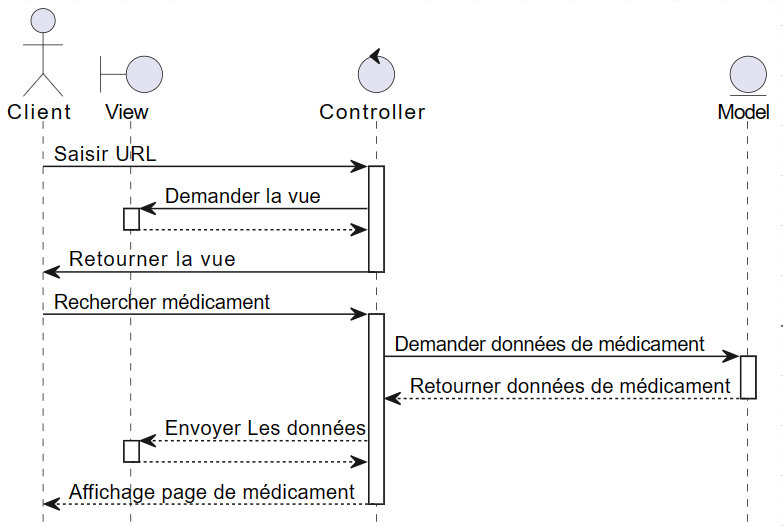 Client
View
Controller
Model
Saisir URL
Demander la vue
Retourner la vue
Rechercher médicament
Demander données de médicament
Retourner données de médicament
Envoyer Les données
Affichage page de médicament